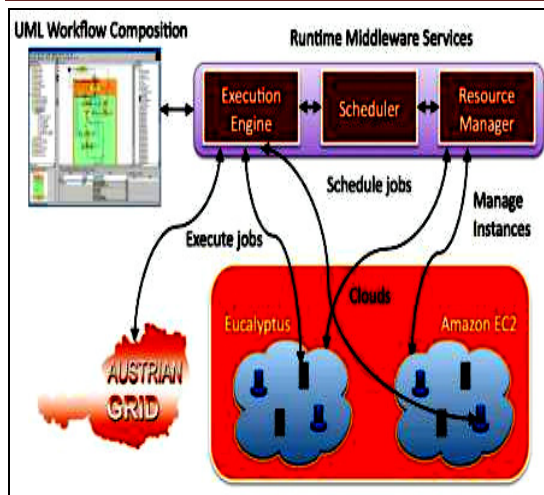 UML Workflow Composition
Runtime Middleware Services
Execution
Engine
Scheduler
Resource
Manager
Schedule jobs
Manage
Instances
Execute jobs
Clouds
Eucalyptus
Amazon EC2
AUSTRIAN
GRID